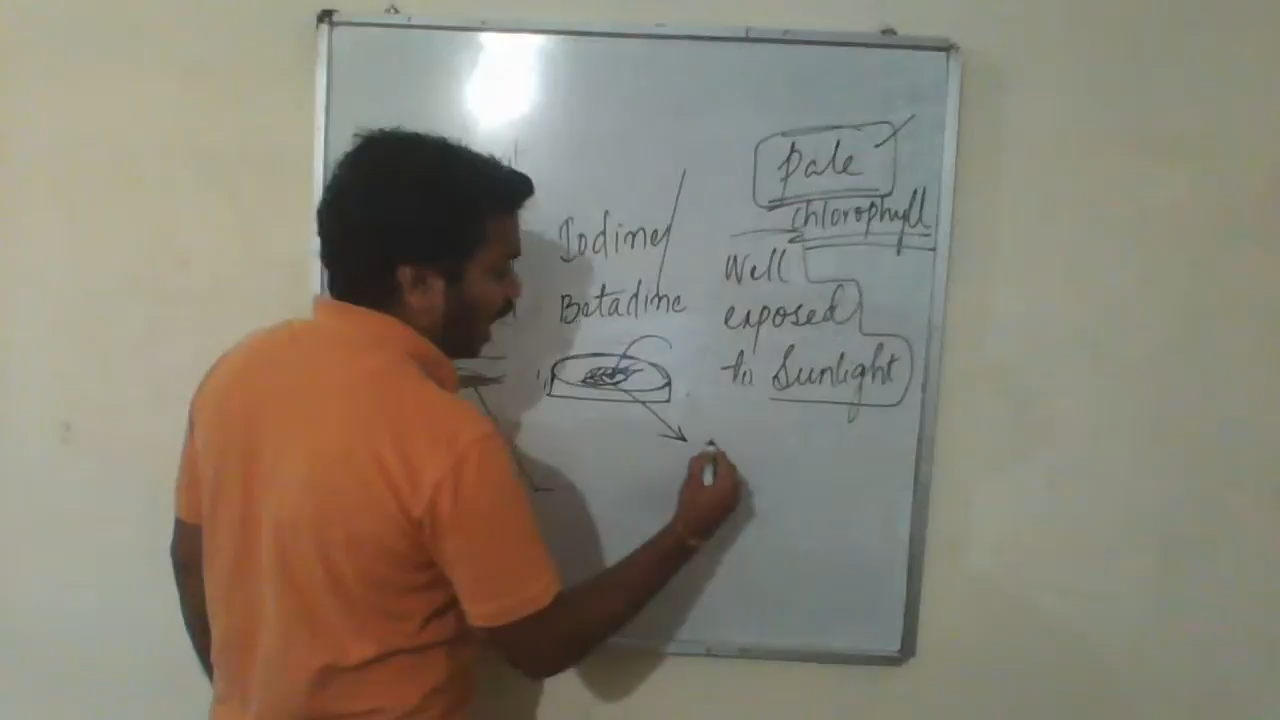 pale
chlorophyll
Iodine/
Well
Betadine
exposed
to Sunlight